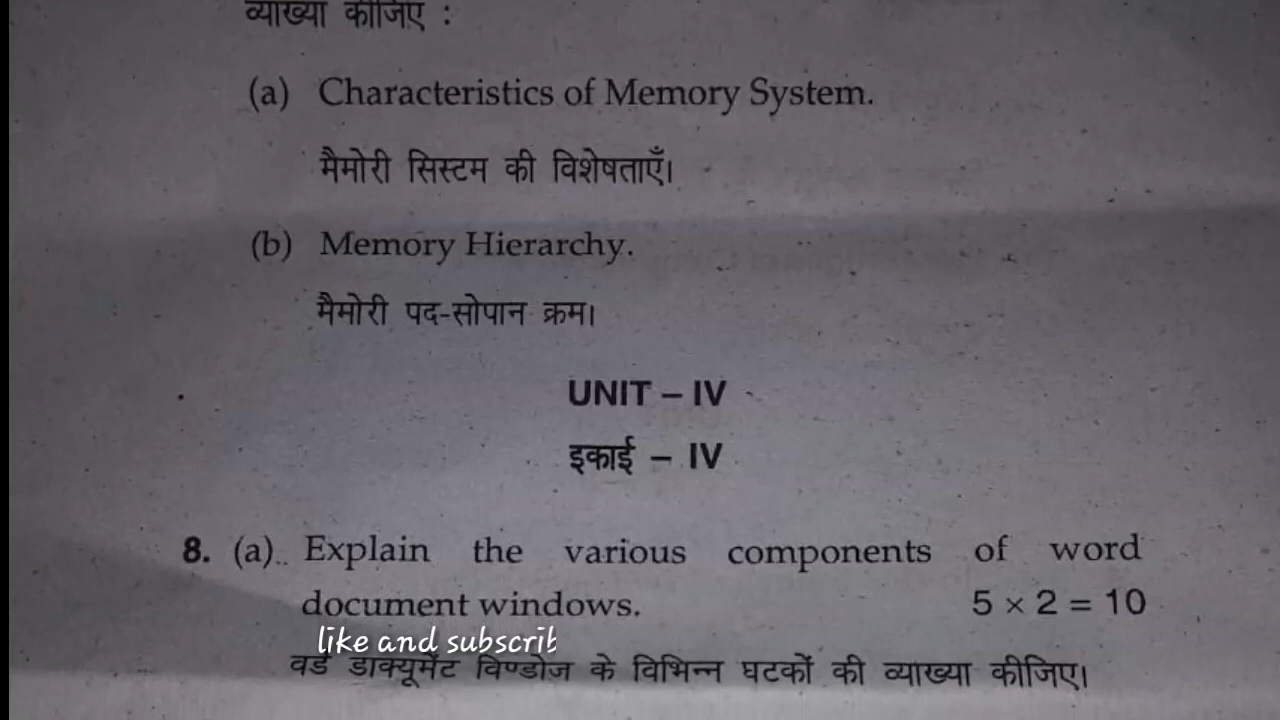 व्याख्या कीजिए :
(a) Characteristics of Memory System.
मैमोरी सिस्टम की विशेषताएँ।
(b) Memory Hierarchy.
मैमोरी पद-सोपान क्रम।
UNIT – IV
इकाई – IV
8. (a) Explain the various components of word
document windows. 5 × 2 = 10
like and subscrib
वर्ड डाक्यूमेंट विण्डोज के विभिन्न घटकों की व्याख्या कीजिए।